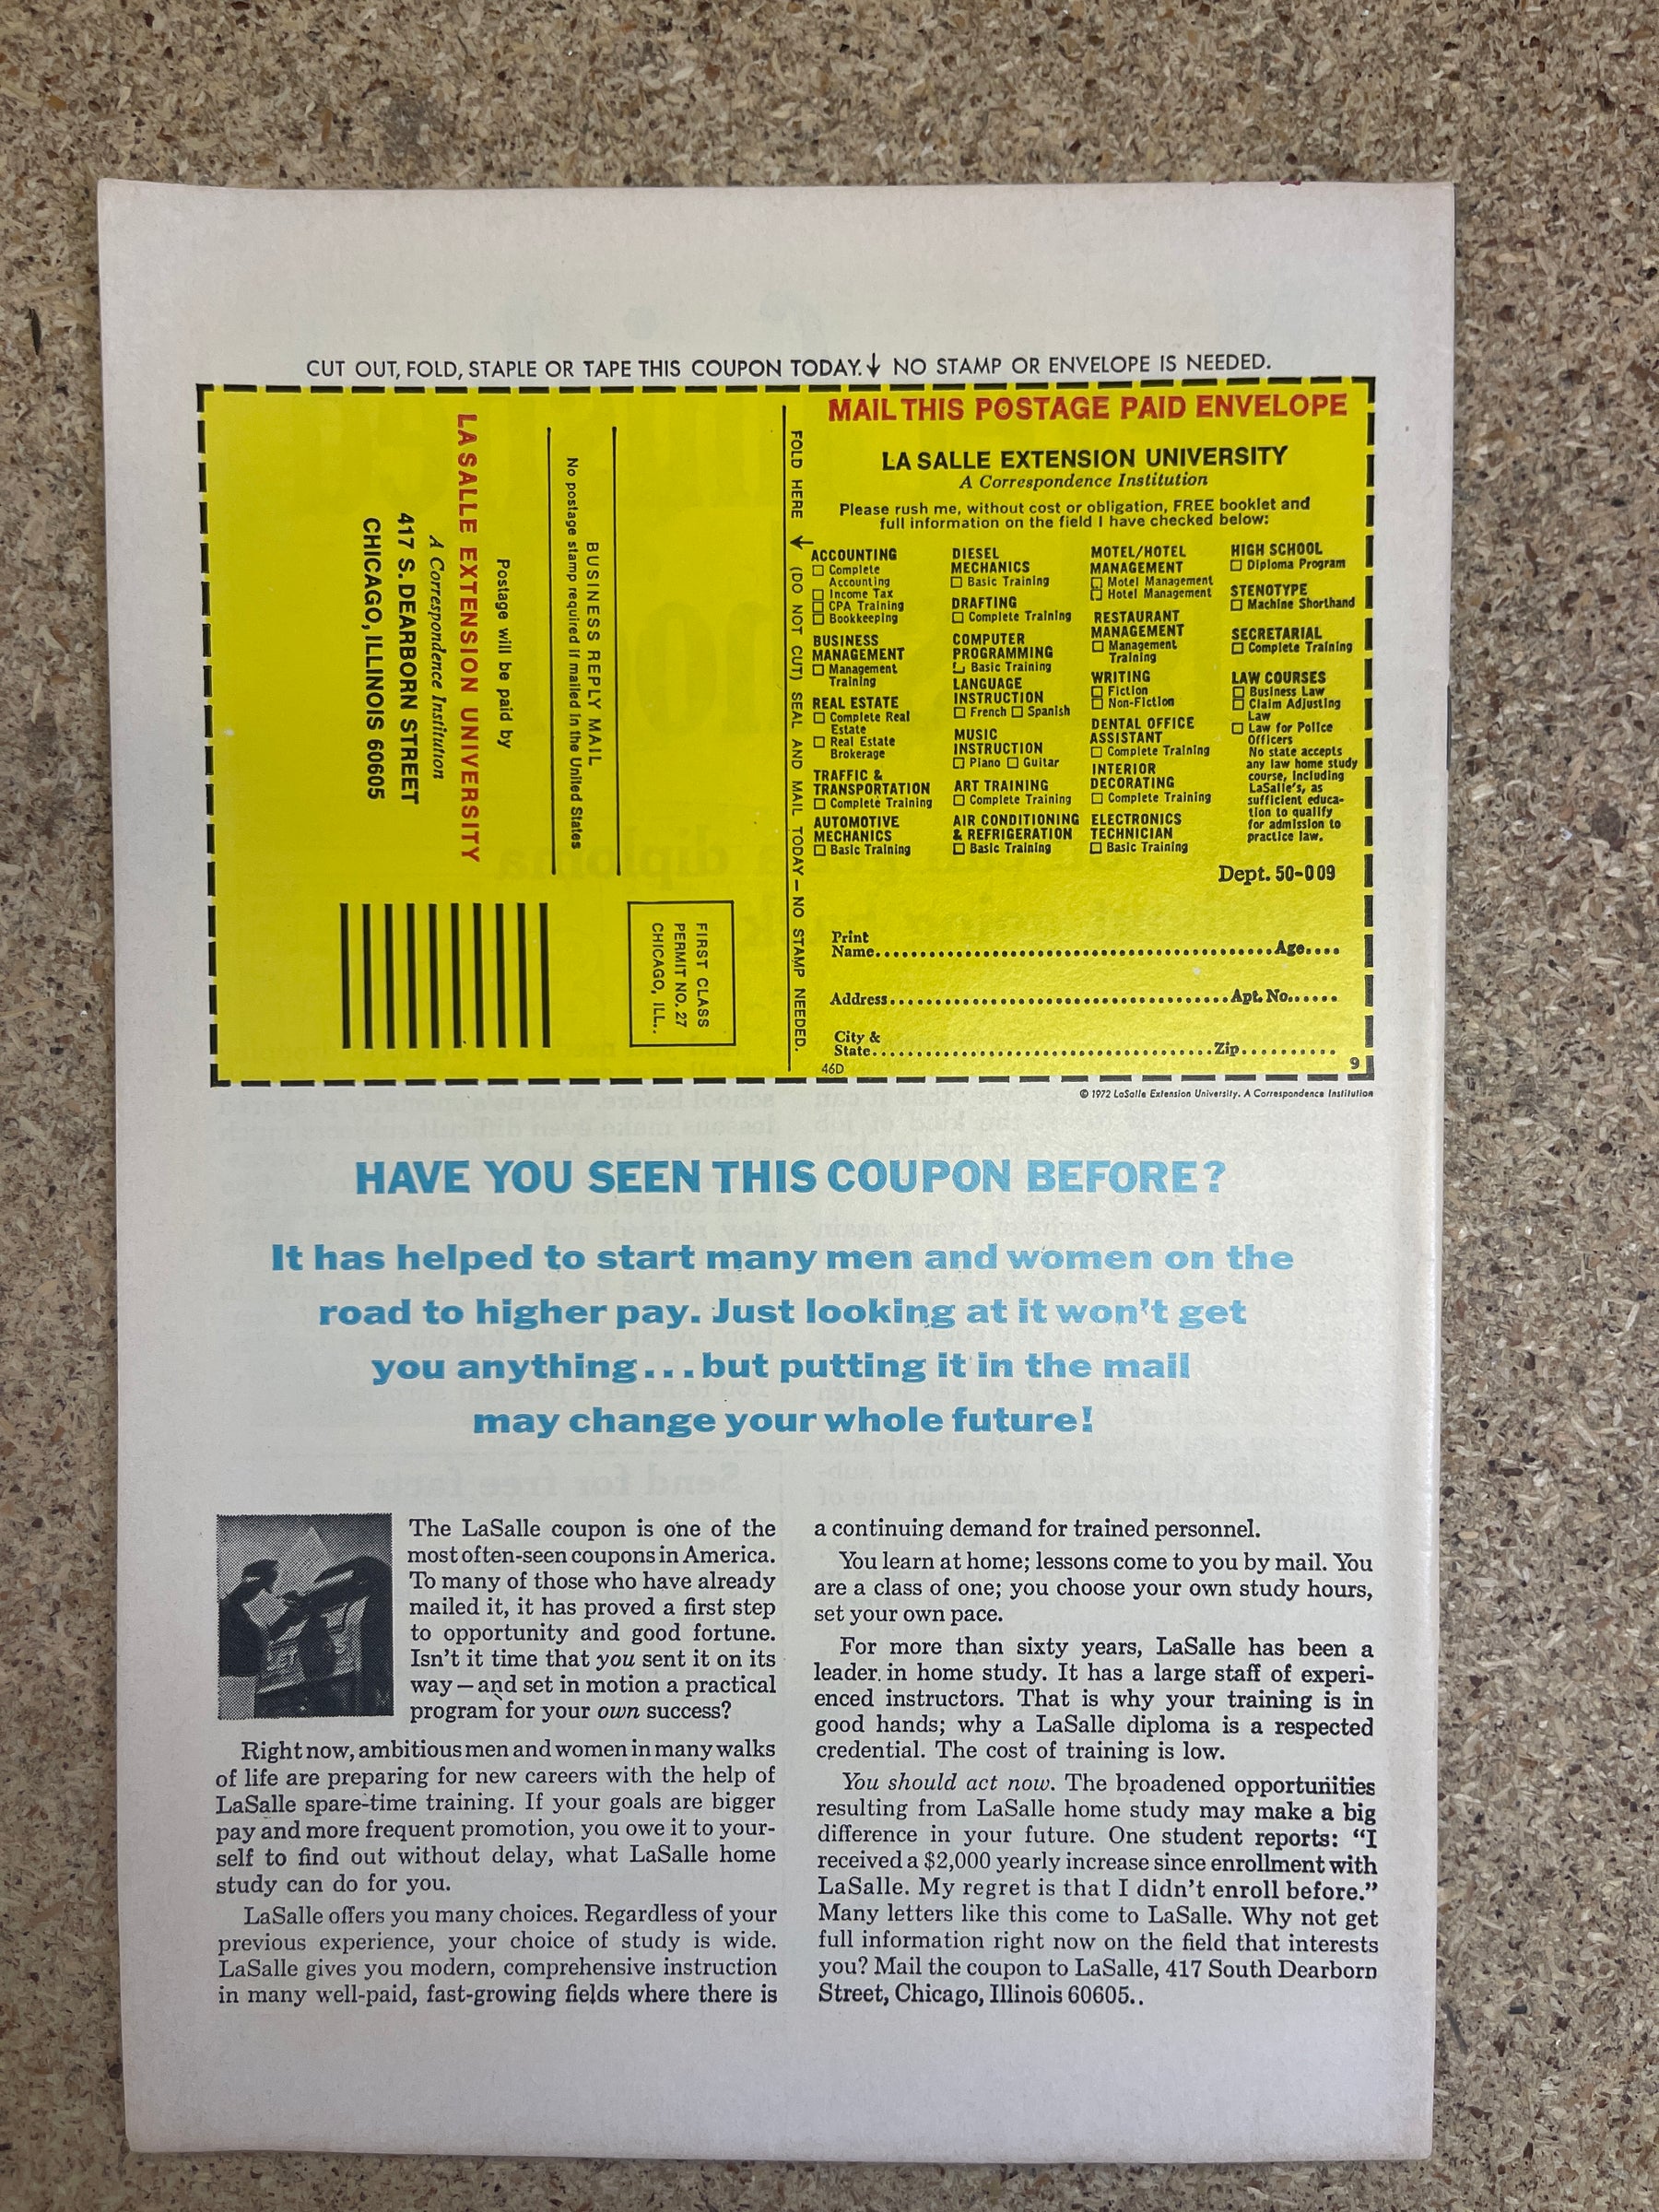 CUT OUT, FOLD, STAPLE OR TAPE THIS COUPON TODAY.↓ NO STAMP OR ENVELOPE IS NEEDED.
FIRST CLASS
PERMIT NO. 27
CHICAGO, ILL..
BUSINESS REPLY MAIL
No postage stamp required if mailed in the United States
Postage will be paid by
LA SALLE EXTENSION UNIVERSITY
A Correspondence Institution
417 S. DEARBORN STREET
CHICAGO, ILLINOIS 60605
FOLD HERE ↓ (DO NOT CUT) SEAL AND MAIL TODAY — NO STAMP NEEDED.
MAIL THIS POSTAGE PAID ENVELOPE
LA SALLE EXTENSION UNIVERSITY
A Correspondence Institution
Please rush me, without cost or obligation, FREE booklet and
full information on the field I have checked below:
ACCOUNTING
☐ Complete
Accounting
☐ Income Tax
☐ CPA Training
☐ Bookkeeping
BUSINESS
MANAGEMENT
☐ Management
Training
REAL ESTATE
☐ Complete Real
Estate
☐ Real Estate
Brokerage
TRAFFIC &
TRANSPORTATION
☐ Complete Training
AUTOMOTIVE
MECHANICS
☐ Basic Training
DIESEL
MECHANICS
☐ Basic Training
DRAFTING
☐ Complete Training
COMPUTER
PROGRAMMING
☐ Basic Training
LANGUAGE
INSTRUCTION
☐ French ☐ Spanish
MUSIC
INSTRUCTION
☐ Piano ☐ Guitar
ART TRAINING
☐ Complete Training
AIR CONDITIONING
& REFRIGERATION
☐ Basic Training
MOTEL/HOTEL
MANAGEMENT
☐ Motel Management
☐ Hotel Management
RESTAURANT
MANAGEMENT
☐ Management
Training
WRITING
☐ Fiction
☐ Non-Fiction
DENTAL OFFICE
ASSISTANT
☐ Complete Training
INTERIOR
DECORATING
☐ Complete Training
ELECTRONICS
TECHNICIAN
☐ Basic Training
HIGH SCHOOL
☐ Diploma Program
STENOTYPE
☐ Machine Shorthand
SECRETARIAL
☐ Complete Training
LAW COURSES
☐ Business Law
☐ Claim Adjusting
Law
☐ Law for Police
Officers
No state accepts
any law home study
course, including
LaSalle's, as
sufficient educa-
tion to qualify
for admission to
practice law.
Dept. 50-009
Print
Name........Age....
Address........Apt. No......
City &
State........Zip..........
46D 9
© 1972 LaSalle Extension University. A Correspondence Institution
HAVE YOU SEEN THIS COUPON BEFORE?
It has helped to start many men and women on the
road to higher pay. Just looking at it won't get
you anything...but putting it in the mail
may change your whole future!
The LaSalle coupon is one of the
most often-seen coupons in America.
To many of those who have already
mailed it, it has proved a first step
to opportunity and good fortune.
Isn't it time that you sent it on its
way — and set in motion a practical
program for your own success?
Right now, ambitious men and women in many walks
of life are preparing for new careers with the help of
LaSalle spare-time training. If your goals are bigger
pay and more frequent promotion, you owe it to your-
self to find out without delay, what LaSalle home
study can do for you.
LaSalle offers you many choices. Regardless of your
previous experience, your choice of study is wide.
LaSalle gives you modern, comprehensive instruction
in many well-paid, fast-growing fields where there is
a continuing demand for trained personnel.
You learn at home; lessons come to you by mail. You
are a class of one; you choose your own study hours,
set your own pace.
For more than sixty years, LaSalle has been a
leader in home study. It has a large staff of experi-
enced instructors. That is why your training is in
good hands; why a LaSalle diploma is a respected
credential. The cost of training is low.
You should act now. The broadened opportunities
resulting from LaSalle home study may make a big
difference in your future. One student reports: "I
received a $2,000 yearly increase since enrollment with
LaSalle. My regret is that I didn't enroll before."
Many letters like this come to LaSalle. Why not get
full information right now on the field that interests
you? Mail the coupon to LaSalle, 417 South Dearborn
Street, Chicago, Illinois 60605..